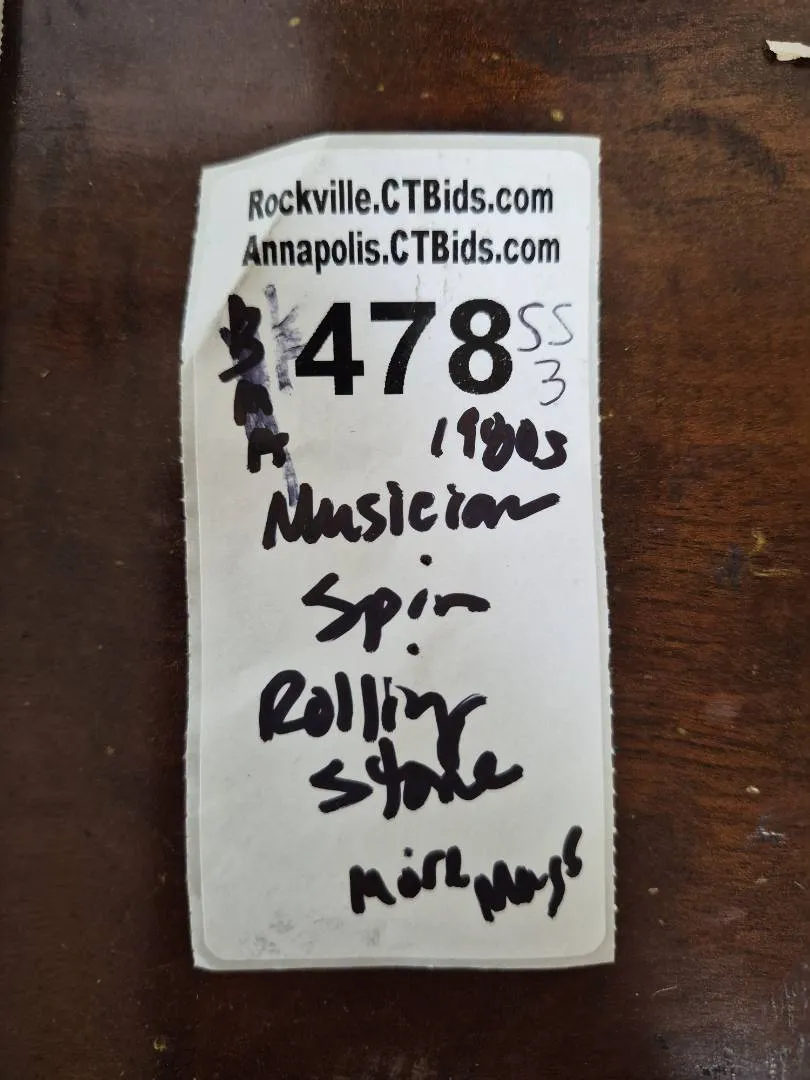 Rockville.CTBids.com
Annapolis.CTBids.com
478 SS
3
1980s
Musician
Spin
Rolling
Stone
More Mags